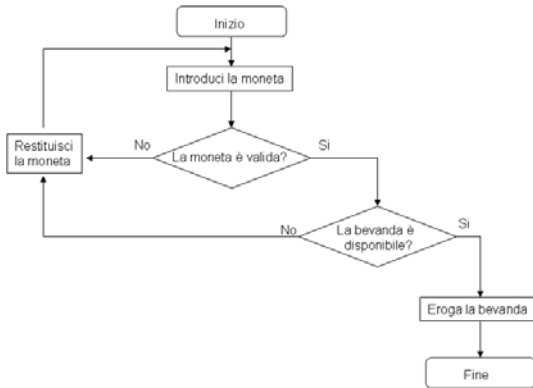 Inizio
Introduci la moneta
Restituisci
la moneta
No
La moneta è valida?
Si
No
La bevanda è
disponibile?
Si
Eroga la bevanda
Fine